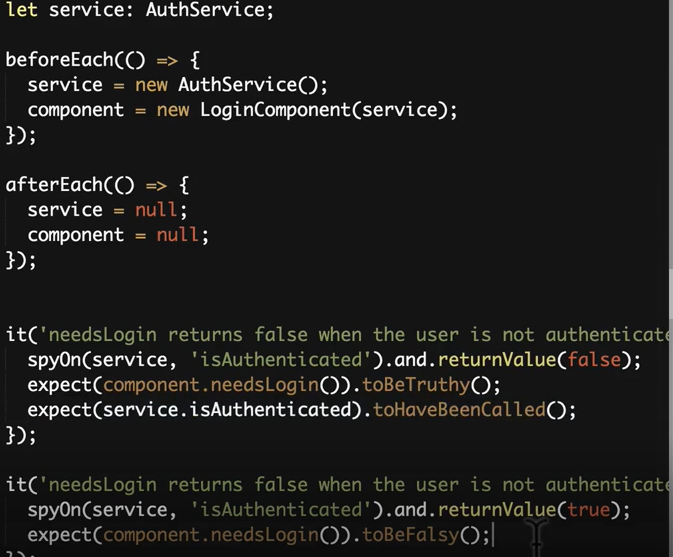 let service: AuthService;
beforeEach(() => {
  service = new AuthService();
  component = new LoginComponent(service);
});
afterEach(() => {
  service = null;
  component = null;
});
it('needsLogin returns false when the user is not authenticate
  spyOn(service, 'isAuthenticated').and.returnValue(false);
  expect(component.needsLogin()).toBeTruthy();
  expect(service.isAuthenticated).toHaveBeenCalled();
});
it('needsLogin returns false when the user is not authenticate
  spyOn(service, 'isAuthenticated').and.returnValue(true);
  expect(component.needsLogin()).toBeFalsy();
});